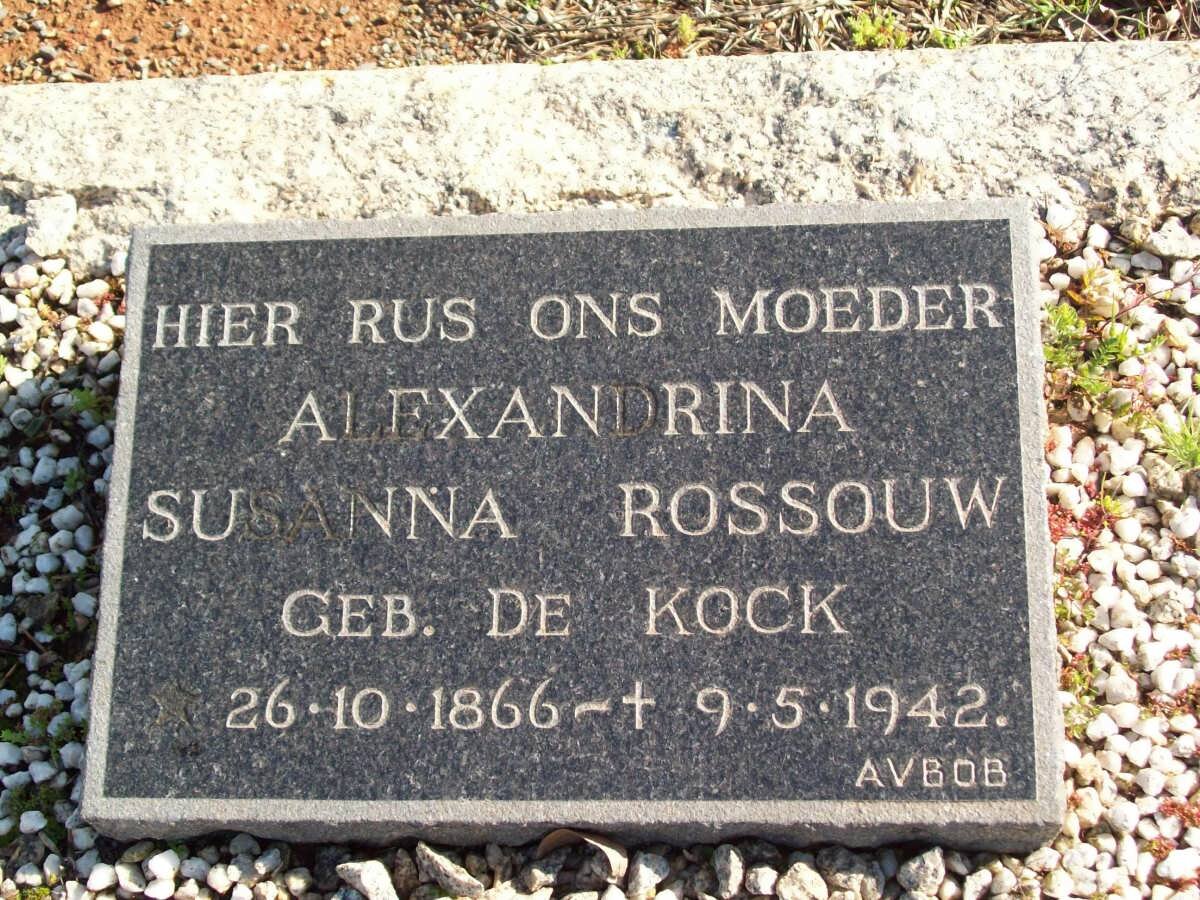 HIER RUS ONS MOEDER
ALEXANDRINA
SUSANNA ROSSOUW
GEB. DE KOCK
☆ 26·10·1866 ~ † 9·5·1942.
AVBOB